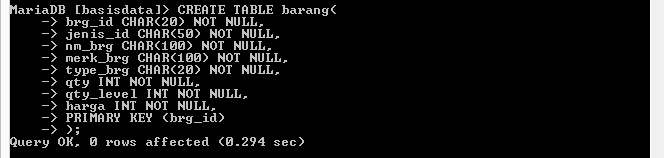 MariaDB [basisdata]> CREATE TABLE barang(
    -> brg_id CHAR(20) NOT NULL,
    -> jenis_id CHAR(50) NOT NULL,
    -> nm_brg CHAR(100) NOT NULL,
    -> merk_brg CHAR(100) NOT NULL,
    -> type_brg CHAR(20) NOT NULL,
    -> qty INT NOT NULL,
    -> qty_level INT NOT NULL,
    -> harga INT NOT NULL,
    -> PRIMARY KEY (brg_id)
    -> );
Query OK, 0 rows affected (0.294 sec)